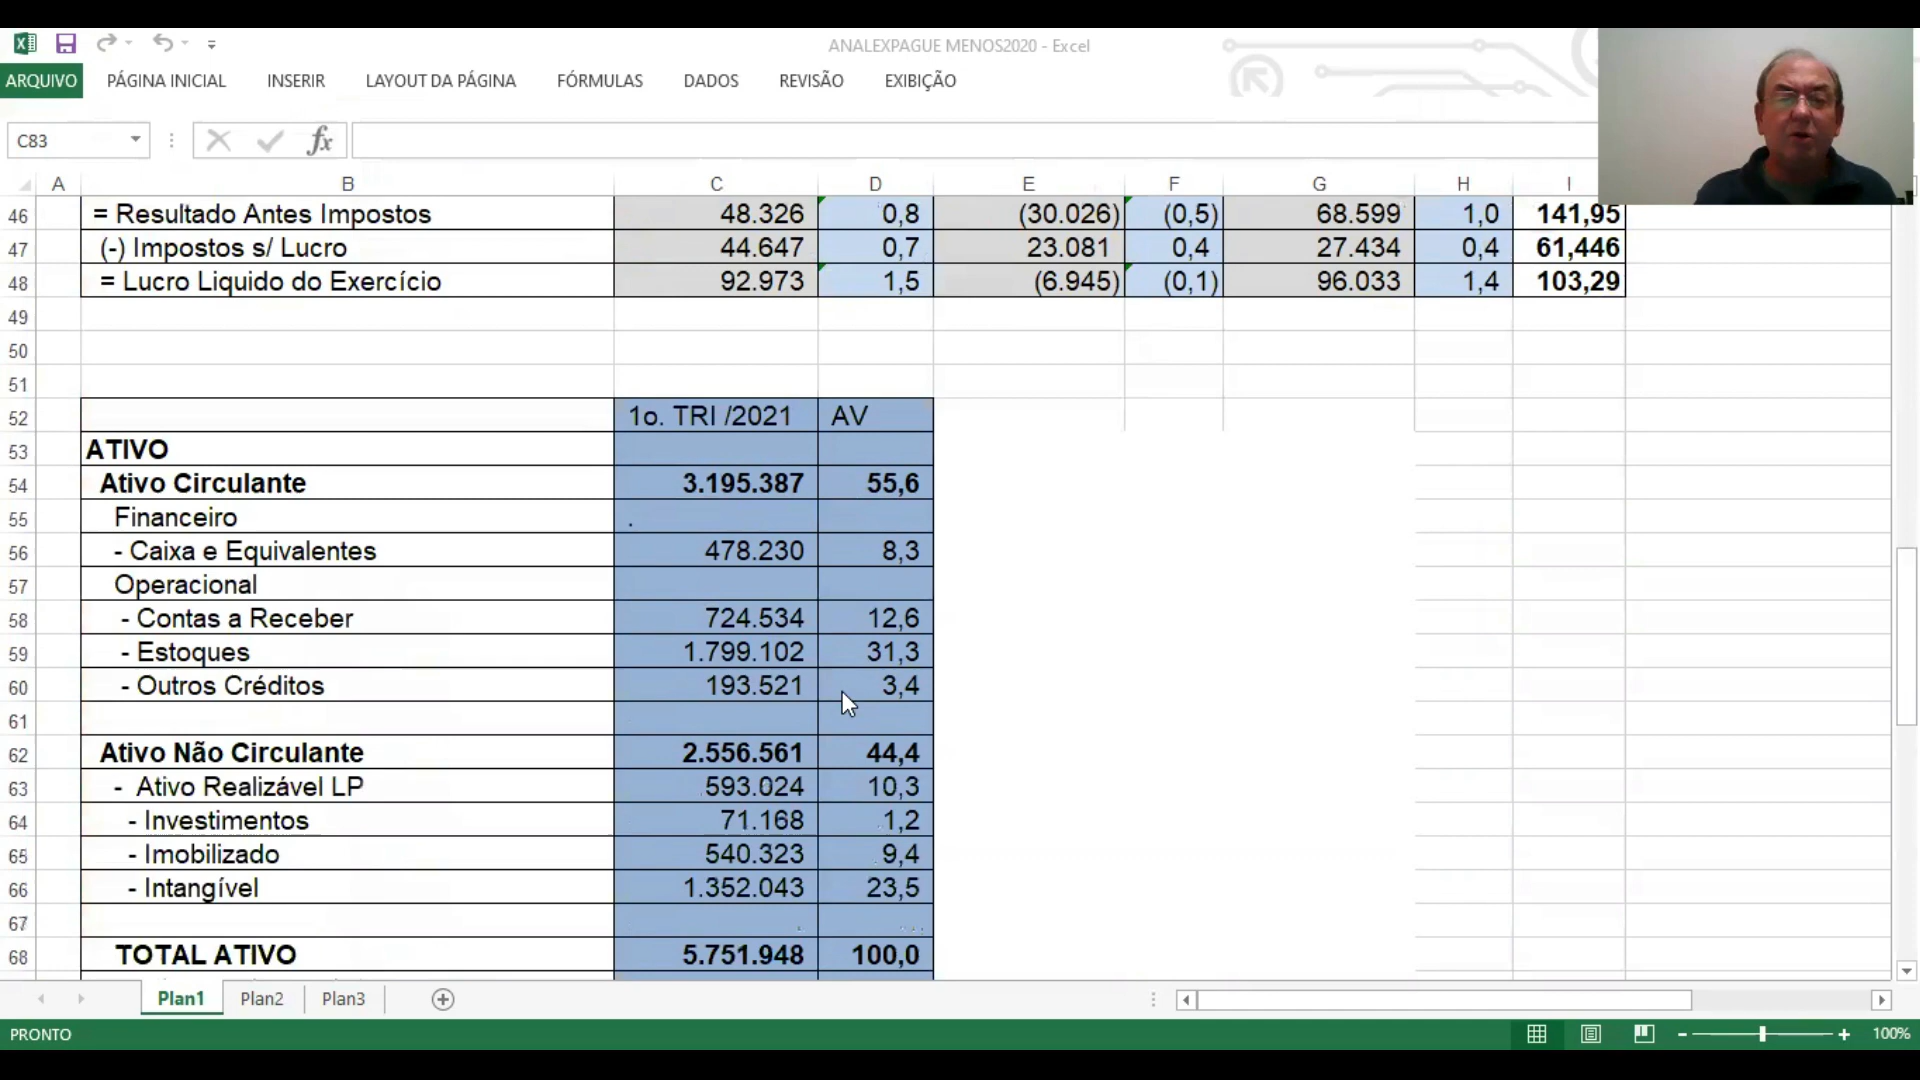 ANALEXPAGUE MENOS2020 - Excel
ARQUIVO PÁGINA INICIAL INSERIR LAYOUT DA PÁGINA FÓRMULAS DADOS REVISÃO EXIBIÇÃO
C83 fx
A B C D E F G H I
46 = Resultado Antes Impostos 48.326 0,8 (30.026) (0,5) 68.599 1,0 141,95
47 (-) Impostos s/ Lucro 44.647 0,7 23.081 0,4 27.434 0,4 61,446
48 = Lucro Liquido do Exercício 92.973 1,5 (6.945) (0,1) 96.033 1,4 103,29
49
50
51
52 1o. TRI /2021 AV
53 ATIVO
54 Ativo Circulante 3.195.387 55,6
55 Financeiro .
56 - Caixa e Equivalentes 478.230 8,3
57 Operacional
58 - Contas a Receber 724.534 12,6
59 - Estoques 1.799.102 31,3
60 - Outros Créditos 193.521 3,4
61
62 Ativo Não Circulante 2.556.561 44,4
63 - Ativo Realizável LP 593.024 10,3
64 - Investimentos 71.168 1,2
65 - Imobilizado 540.323 9,4
66 - Intangível 1.352.043 23,5
67
68 TOTAL ATIVO 5.751.948 100,0
Plan1 Plan2 Plan3
PRONTO 100%